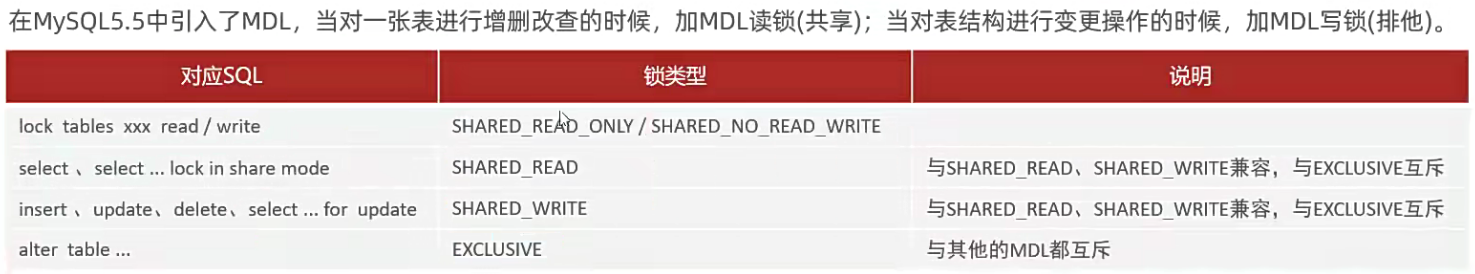 在MySQL5.5中引入了MDL，当对一张表进行增删改查的时候，加MDL读锁(共享)；当对表结构进行变更操作的时候，加MDL写锁(排他)。
对应SQL 锁类型 说明
lock tables xxx read / write SHARED_READ_ONLY / SHARED_NO_READ_WRITE
select 、select ... lock in share mode SHARED_READ 与SHARED_READ、SHARED_WRITE兼容，与EXCLUSIVE互斥
insert 、update、delete、select ... for update SHARED_WRITE 与SHARED_READ、SHARED_WRITE兼容，与EXCLUSIVE互斥
alter table ... EXCLUSIVE 与其他的MDL都互斥